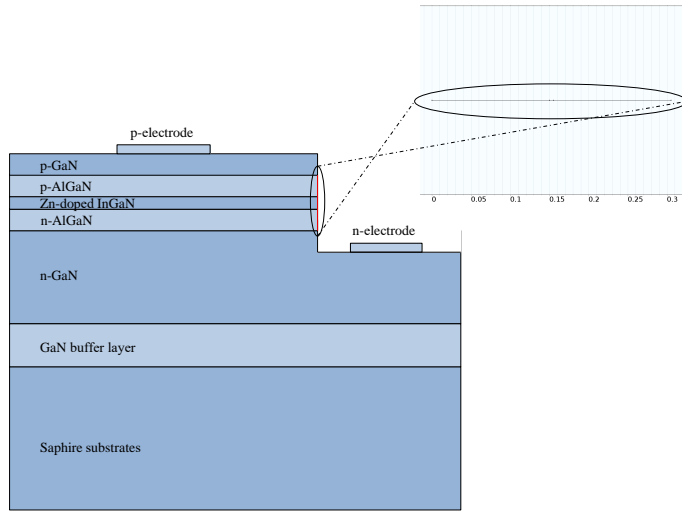 p-electrode
p-GaN
p-AlGaN
Zn-doped InGaN
n-AlGaN
n-electrode
n-GaN
GaN buffer layer
Saphire substrates
0 0.05 0.1 0.15 0.2 0.25 0.3